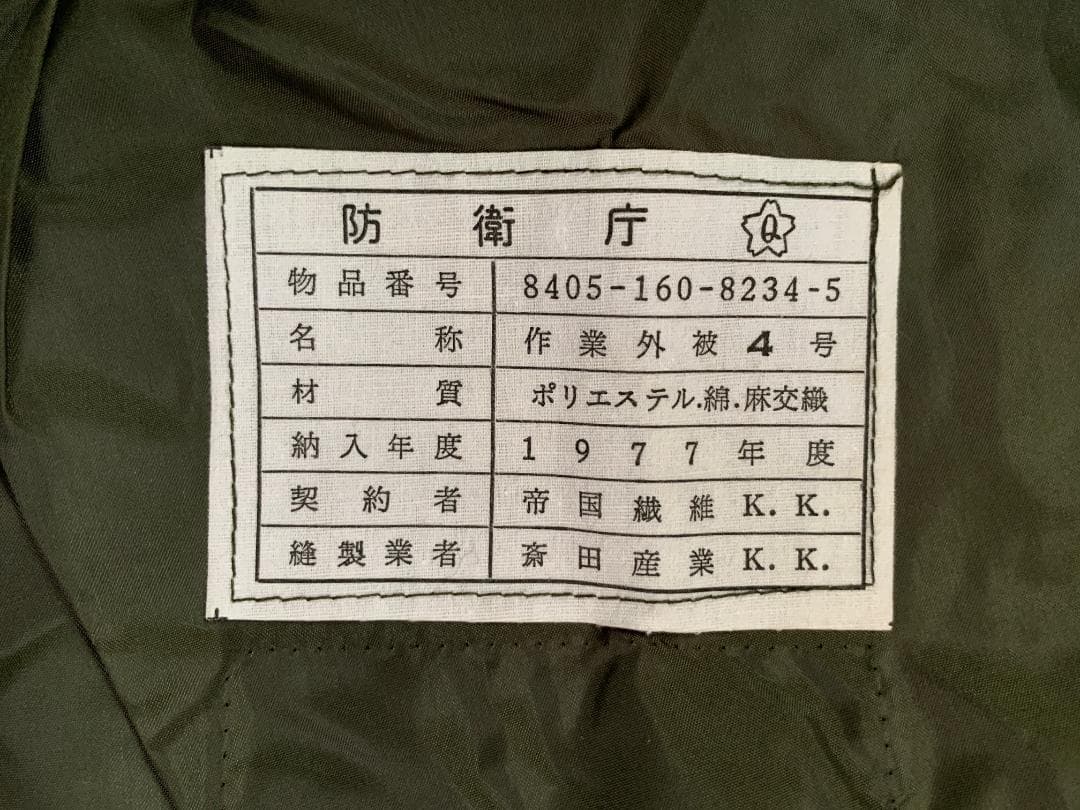 防衛庁 Q
物品番号 8405-160-8234-5
名称 作業外被4号
材質 ポリエステル.綿.麻交織
納入年度 1977年度
契約者 帝国繊維K.K.
縫製業者 斎田産業K.K.